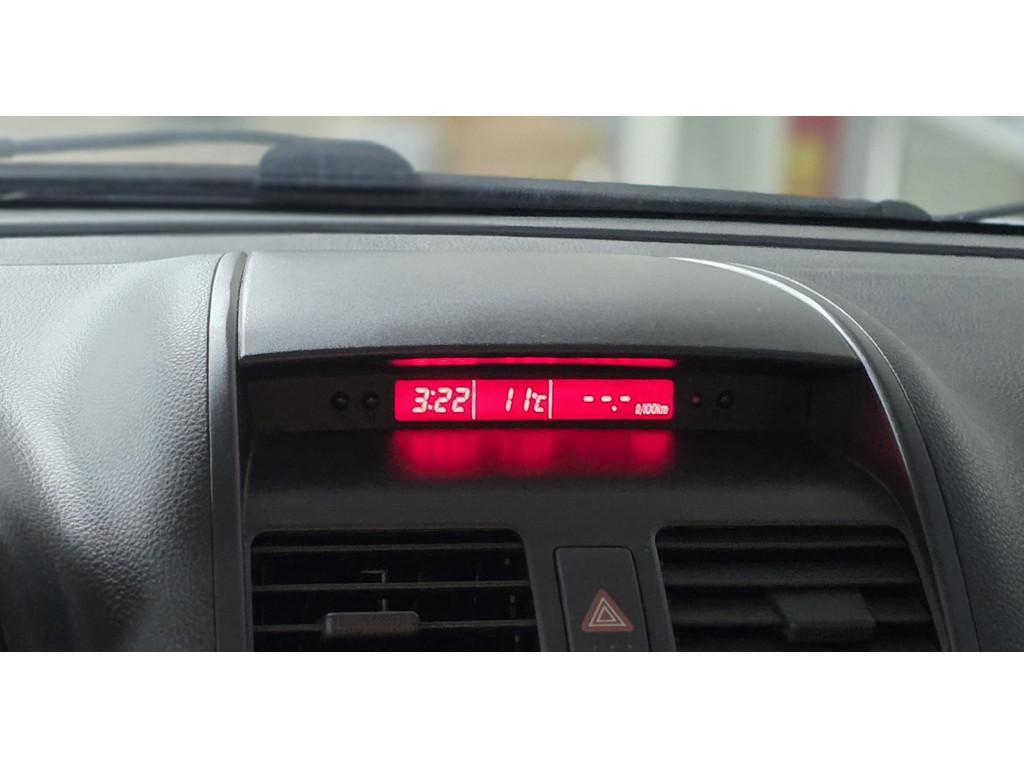 3:22 11℃ --.- ℓ/100km